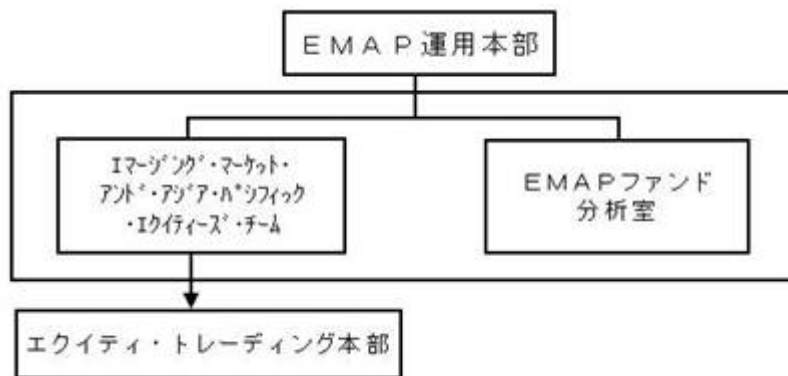 ＥＭＡＰ運用本部
ｴﾏｰｼﾞﾝｸﾞ･ﾏｰｹｯﾄ･
ｱﾝﾄﾞ･ｱｼﾞｱ･ﾊﾟｼﾌｨｯｸ
･ｴｸｲﾃｨｰｽﾞ･ﾁｰﾑ
ＥＭＡＰファンド
分析室
エクイティ・トレーディング本部